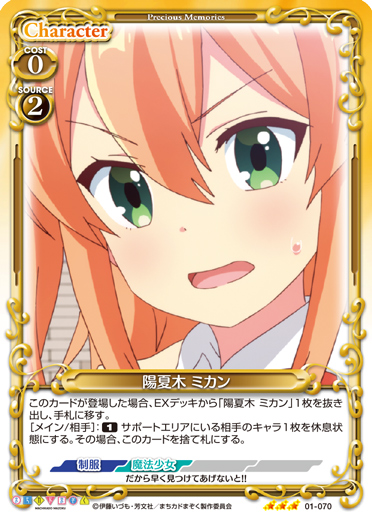 Precious Memories
Character
COST
0
SOURCE
2
陽夏木 ミカン
このカードが登場した場合、EXデッキから「陽夏木 ミカン」1枚を抜き
出し、手札に移す。
[メイン/相手]:1 サポートエリアにいる相手のキャラ1枚を休息状
態にする。その場合、このカードを捨て札にする。
制服 魔法少女
だから早く見つけてあげないと!!
©伊藤いづも・芳文社/まちカドまぞく製作委員会
01-070